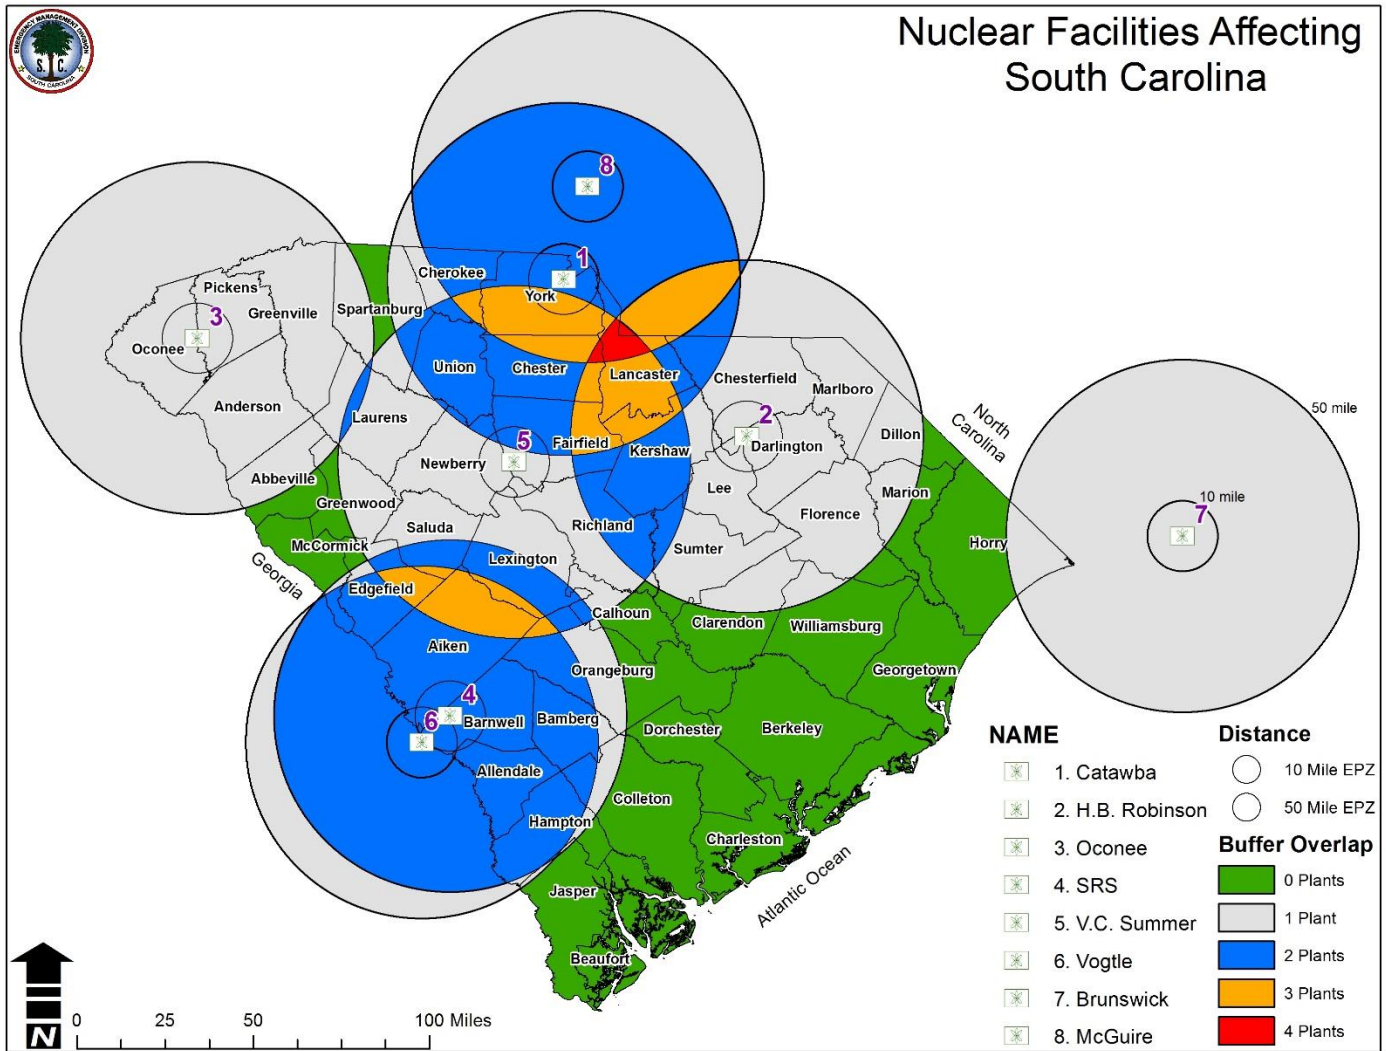 Nuclear Facilities Affecting
South Carolina
EMERGENCY MANAGEMENT DIVISION
S. C.
SOUTH CAROLINA
8
1
Cherokee
York
3
Pickens
Greenville
Spartanburg
Oconee
Union
Chester
Lancaster
Chesterfield
Marlboro
Anderson
Laurens
2
Darlington
Dillon
North
Carolina
50 mile
5
Fairfield
Kershaw
Newberry
Abbeville
Greenwood
Lee
Marion
10 mile
7
Saluda
Richland
Florence
McCormick
Lexington
Sumter
Horry
Georgia
Edgefield
Calhoun
Clarendon
Williamsburg
Aiken
Orangeburg
Georgetown
4
6
Barnwell
Bamberg
Dorchester
Berkeley
Allendale
Colleton
Hampton
Charleston
Jasper
Atlantic Ocean
Beaufort
NAME
1. Catawba
2. H.B. Robinson
3. Oconee
4. SRS
5. V.C. Summer
6. Vogtle
7. Brunswick
8. McGuire
Distance
10 Mile EPZ
50 Mile EPZ
Buffer Overlap
0 Plants
1 Plant
2 Plants
3 Plants
4 Plants
N
0 25 50 100 Miles